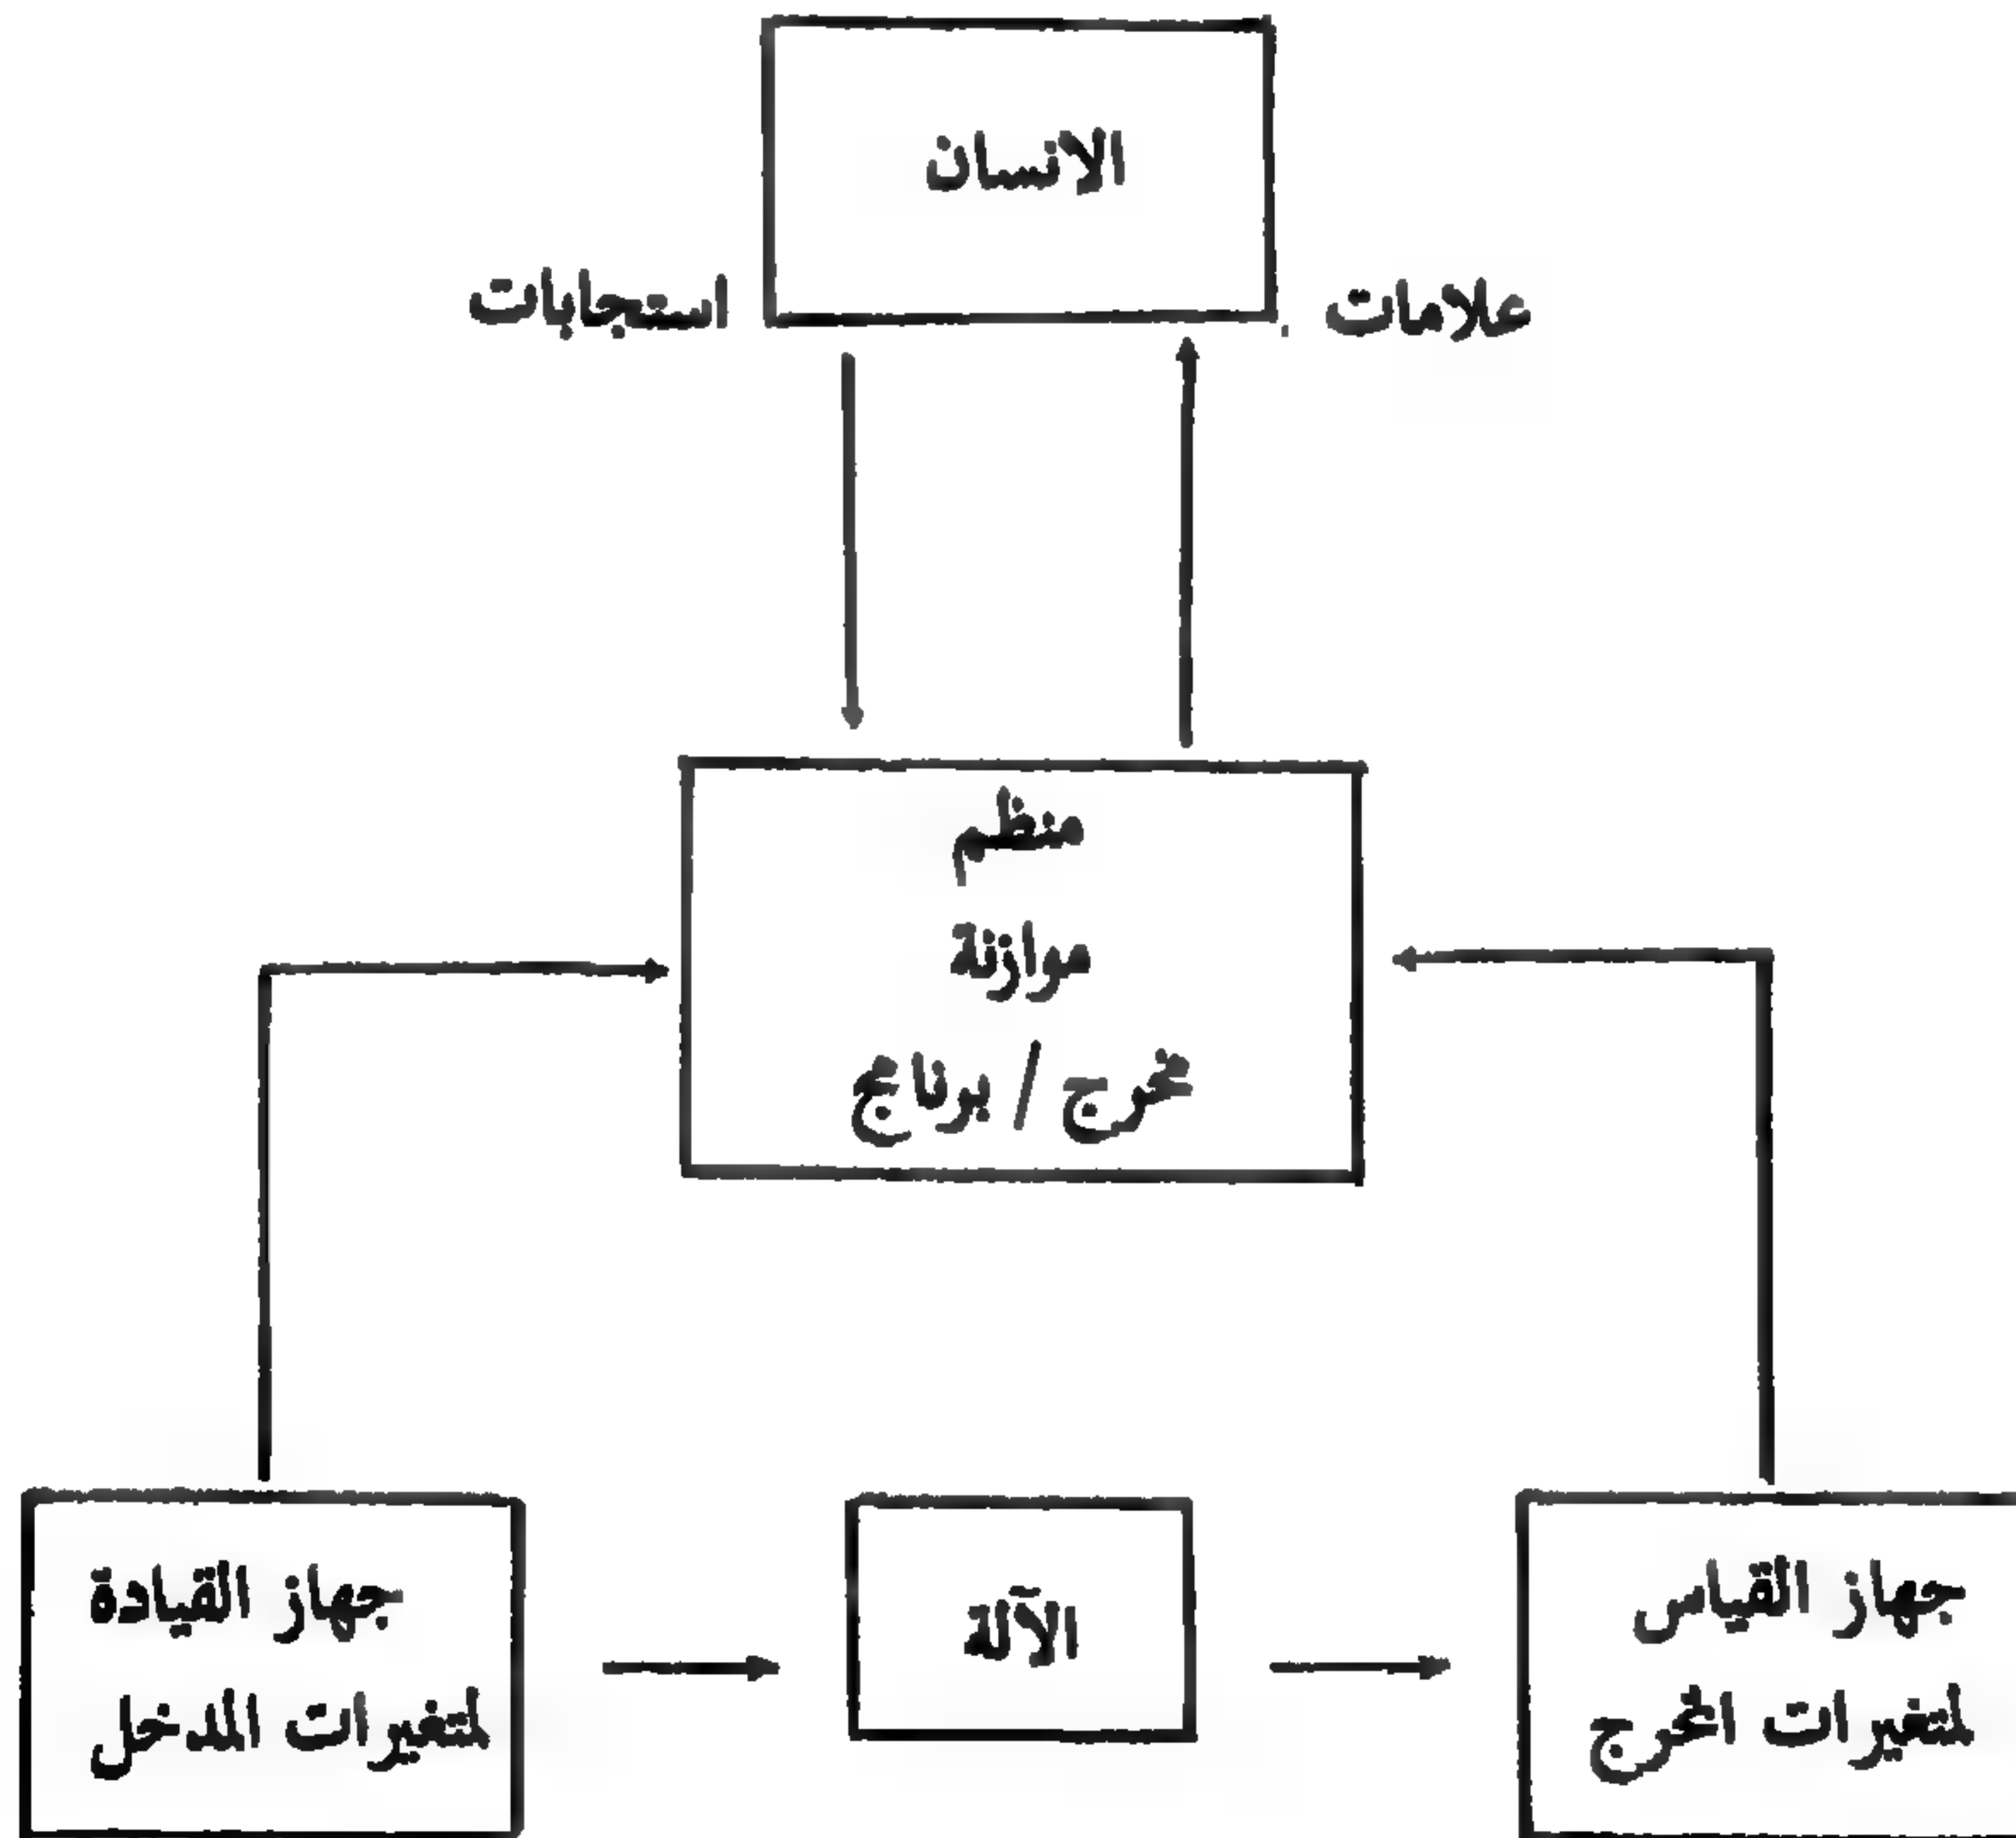 الانسان
علامات
استجابات
منظم
موازنة
مخرج / برنامج
جهاز القياس
لمتغيرات المخرج
الآلة
جهاز القيادة
لمتغيرات المدخل